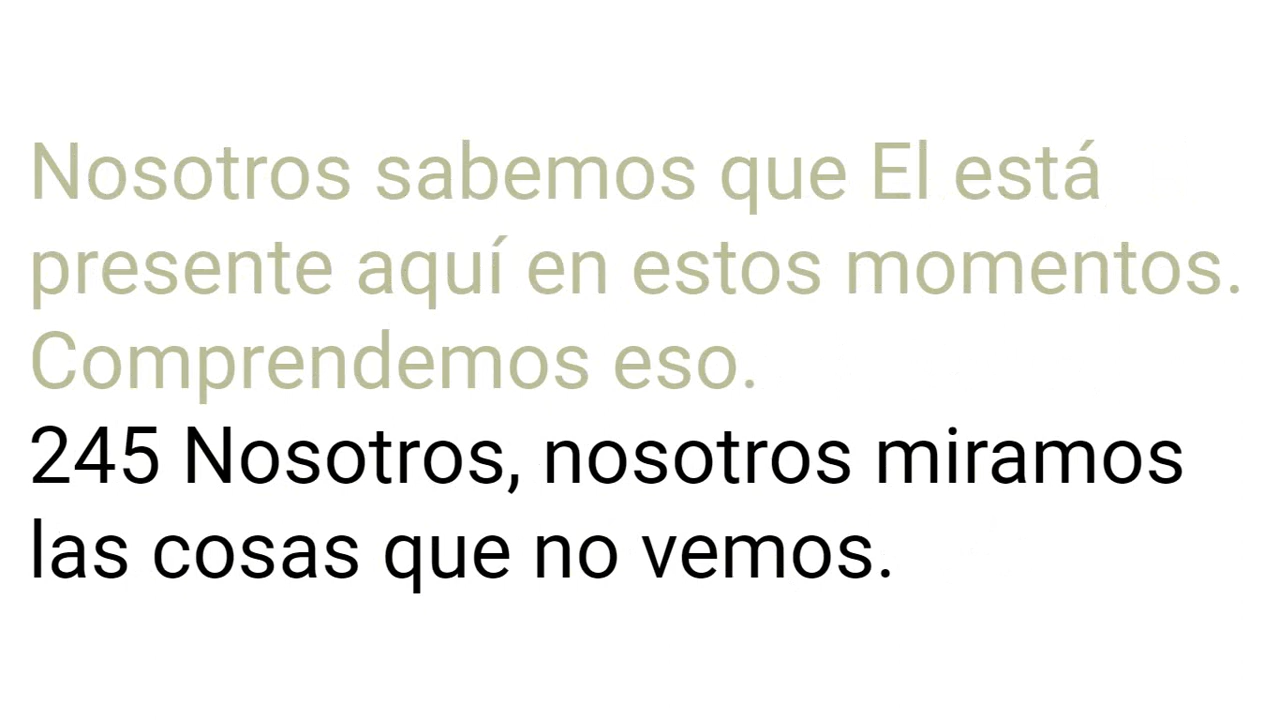 Nosotros sabemos que El está
presente aquí en estos momentos.
Comprendemos eso.
245 Nosotros, nosotros miramos
las cosas que no vemos.